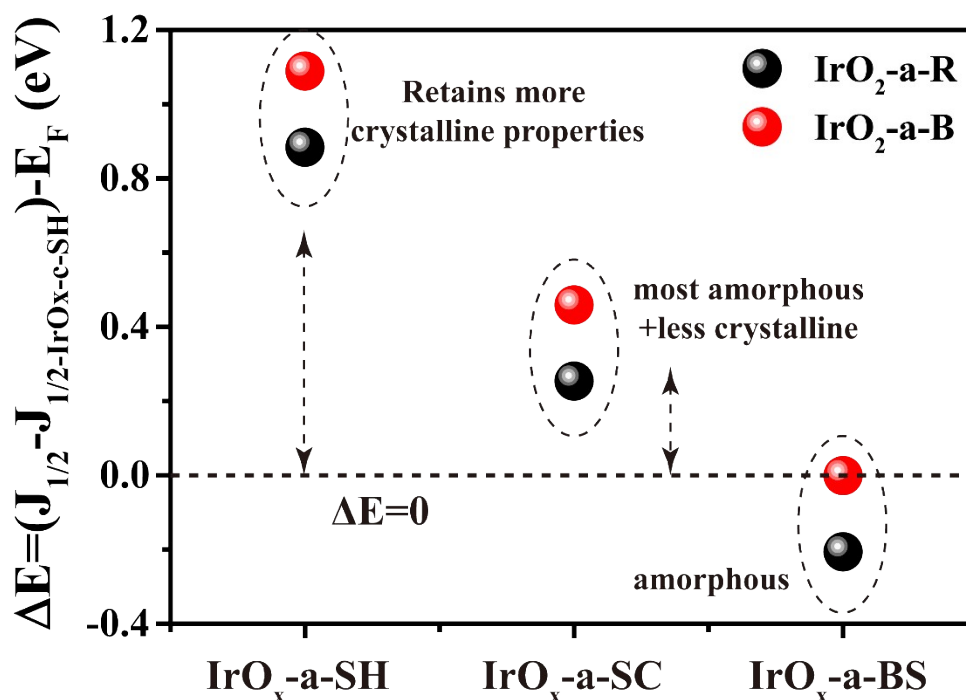 ΔE=(J1/2-J1/2-IrOx-c-SH)-EF (eV)
1.2
0.8
0.4
0.0
-0.4
IrO2-a-R
IrO2-a-B
Retains more
crystalline properties
most amorphous
+less crystalline
ΔE=0
amorphous
IrOx-a-SH
IrOx-a-SC
IrOx-a-BS